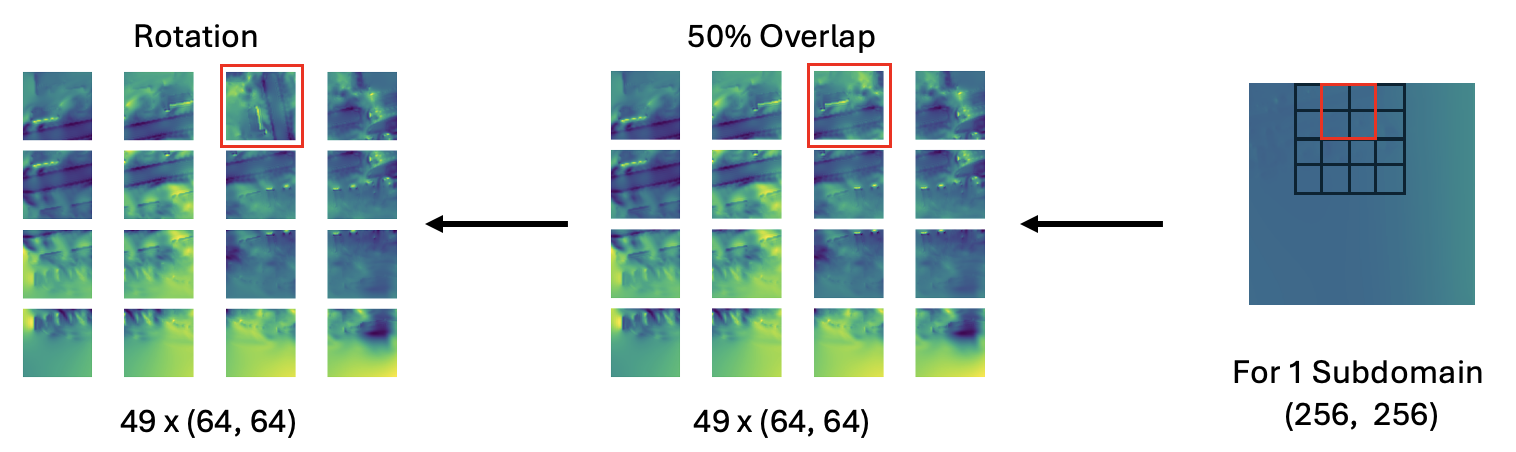 Rotation
50% Overlap
49 x (64, 64)
49 x (64, 64)
For 1 Subdomain
(256, 256)